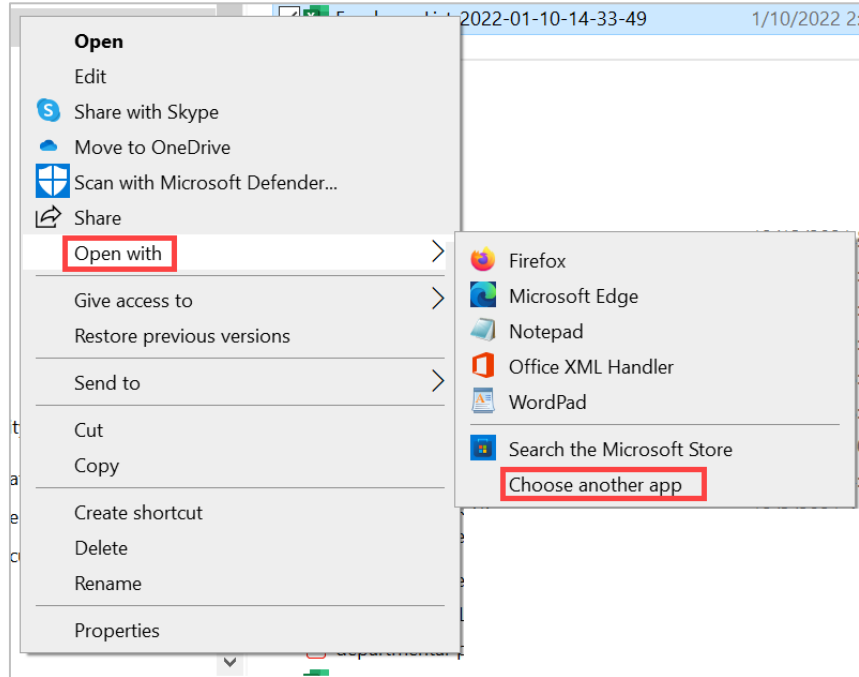 2022-01-10-14-33-49 1/10/2022 2:
Open
Edit
Share with Skype
Move to OneDrive
Scan with Microsoft Defender...
Share
Open with
Give access to
Restore previous versions
Send to
Cut
Copy
Create shortcut
Delete
Rename
Properties
Firefox
Microsoft Edge
Notepad
Office XML Handler
WordPad
Search the Microsoft Store
Choose another app